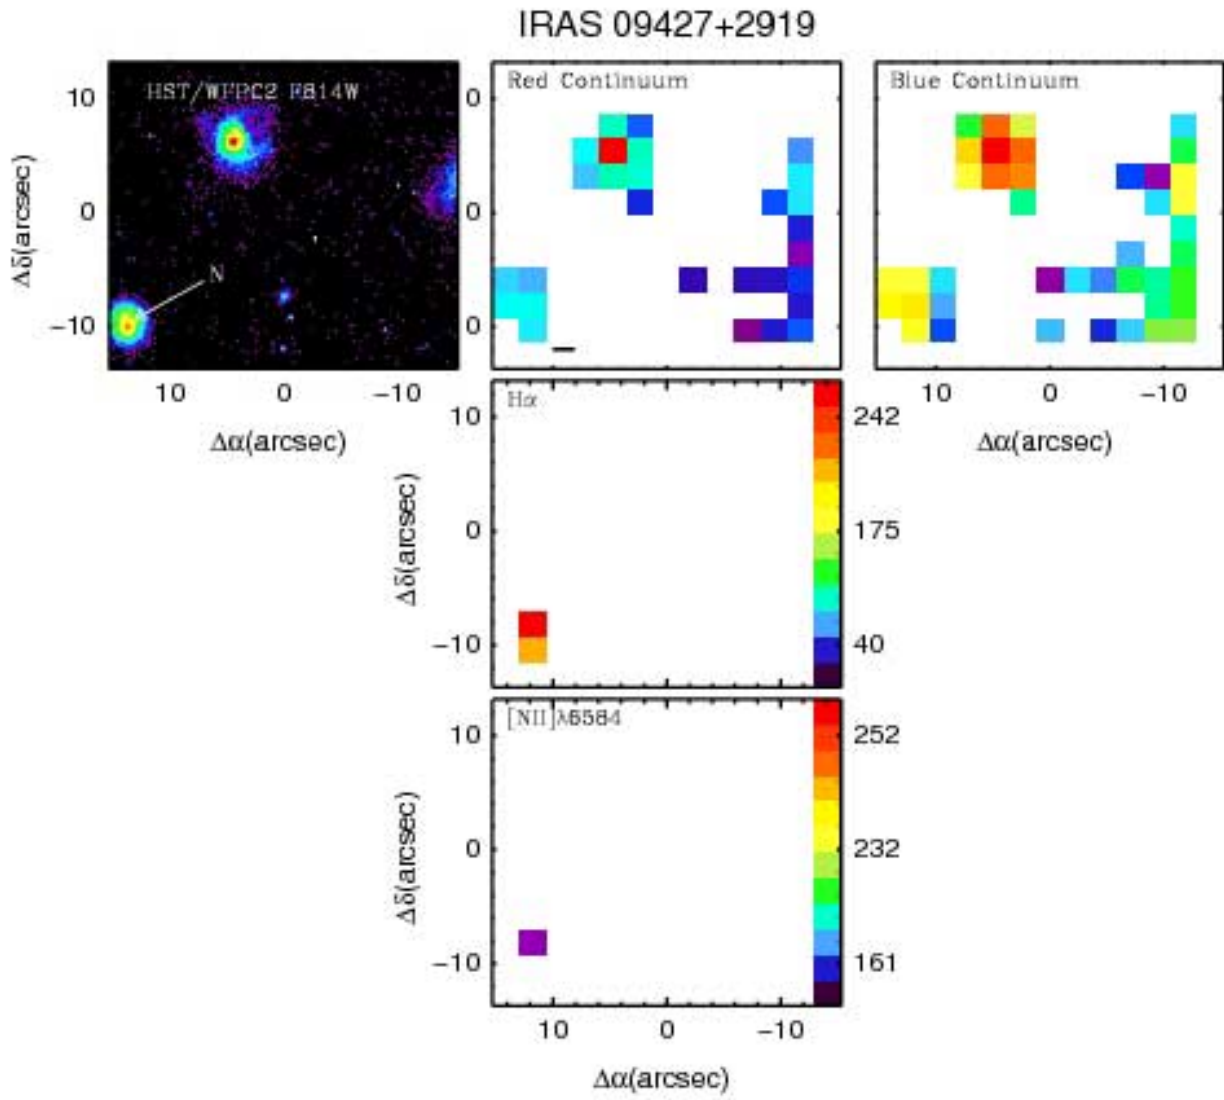 IRAS 09427+2919
HST/WFPC2 F814W
Red Continuum
Blue Continuum
10
0
−10
Δδ(arcsec)
N
0
0
0
10
0
−10
Δα(arcsec)
10
0
−10
Δα(arcsec)
Hα
10
0
−10
Δδ(arcsec)
242
175
40
[NII]λ6584
10
0
−10
Δδ(arcsec)
252
232
161
10
0
−10
Δα(arcsec)